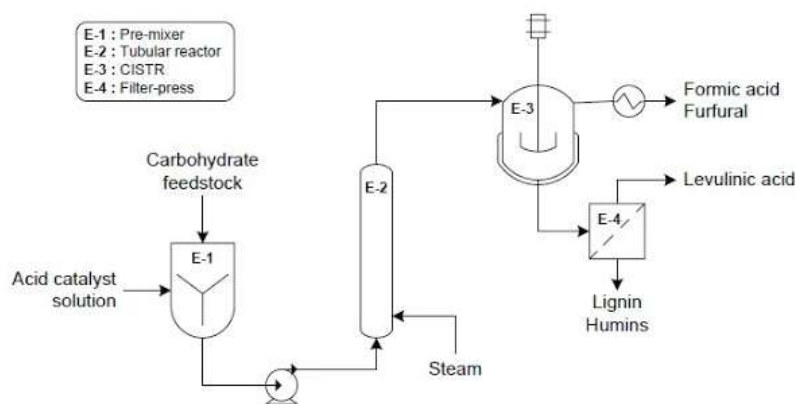 E-1 : Pre-mixer
E-2 : Tubular reactor
E-3 : CISTR
E-4 : Filter-press
Carbohydrate
feedstock
Acid catalyst
solution
E-1
E-2
Steam
E-3
Formic acid
Furfural
E-4
Levulinic acid
Lignin
Humins